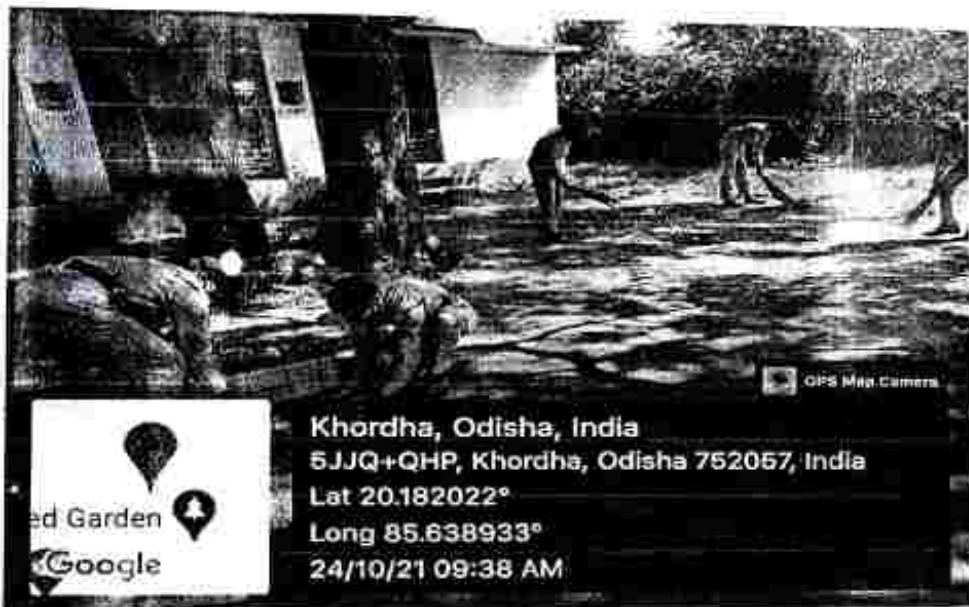 GPS Map Camera
Khordha, Odisha, India
5JJQ+QHP, Khordha, Odisha 752057, India
Lat 20.182022°
Long 85.638933°
24/10/21 09:38 AM
ed Garden
Google